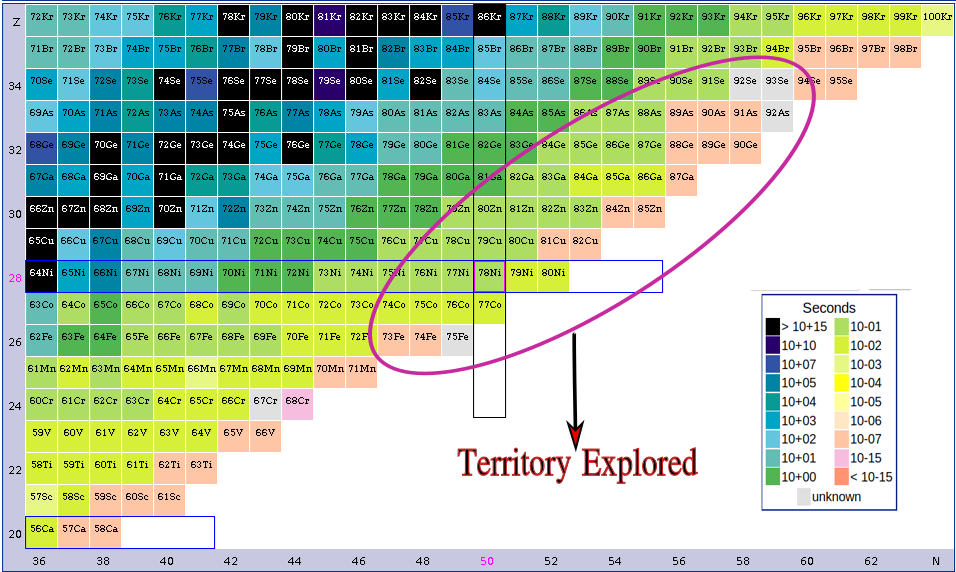 Z 72Kr 73Kr 74Kr 75Kr 76Kr 77Kr 78Kr 79Kr 80Kr 81Kr 82Kr 83Kr 84Kr 85Kr 86Kr 87Kr 88Kr 89Kr 90Kr 91Kr 92Kr 93Kr 94Kr 95Kr 96Kr 97Kr 98Kr 99Kr 100Kr
71Br 72Br 73Br 74Br 75Br 76Br 77Br 78Br 79Br 80Br 81Br 82Br 83Br 84Br 85Br 86Br 87Br 88Br 89Br 90Br 91Br 92Br 93Br 94Br 95Br 96Br 97Br 98Br
34 70Se 71Se 72Se 73Se 74Se 75Se 76Se 77Se 78Se 79Se 80Se 81Se 82Se 83Se 84Se 85Se 86Se 87Se 88Se 89Se 90Se 91Se 92Se 93Se 94Se 95Se
69As 70As 71As 72As 73As 74As 75As 76As 77As 78As 79As 80As 81As 82As 83As 84As 85As 86As 87As 88As 89As 90As 91As 92As
32 68Ge 69Ge 70Ge 71Ge 72Ge 73Ge 74Ge 75Ge 76Ge 77Ge 78Ge 79Ge 80Ge 81Ge 82Ge 83Ge 84Ge 85Ge 86Ge 87Ge 88Ge 89Ge 90Ge
67Ga 68Ga 69Ga 70Ga 71Ga 72Ga 73Ga 74Ga 75Ga 76Ga 77Ga 78Ga 79Ga 80Ga 81Ga 82Ga 83Ga 84Ga 85Ga 86Ga 87Ga
30 66Zn 67Zn 68Zn 69Zn 70Zn 71Zn 72Zn 73Zn 74Zn 75Zn 76Zn 77Zn 78Zn 79Zn 80Zn 81Zn 82Zn 83Zn 84Zn 85Zn
65Cu 66Cu 67Cu 68Cu 69Cu 70Cu 71Cu 72Cu 73Cu 74Cu 75Cu 76Cu 77Cu 78Cu 79Cu 80Cu 81Cu 82Cu
28 64Ni 65Ni 66Ni 67Ni 68Ni 69Ni 70Ni 71Ni 72Ni 73Ni 74Ni 75Ni 76Ni 77Ni 78Ni 79Ni 80Ni
63Co 64Co 65Co 66Co 67Co 68Co 69Co 70Co 71Co 72Co 73Co 74Co 75Co 76Co 77Co
26 62Fe 63Fe 64Fe 65Fe 66Fe 67Fe 68Fe 69Fe 70Fe 71Fe 72Fe 73Fe 74Fe 75Fe
61Mn 62Mn 63Mn 64Mn 65Mn 66Mn 67Mn 68Mn 69Mn 70Mn 71Mn
24 60Cr 61Cr 62Cr 63Cr 64Cr 65Cr 66Cr 67Cr 68Cr
59V 60V 61V 62V 63V 64V 65V 66V
22 58Ti 59Ti 60Ti 61Ti 62Ti 63Ti
57Sc 58Sc 59Sc 60Sc 61Sc
20 56Ca 57Ca 58Ca
36 38 40 42 44 46 48 50 52 54 56 58 60 62 N
Territory Explored
Seconds
> 10+15 10-01
10+10 10-02
10+07 10-03
10+05 10-04
10+04 10-05
10+03 10-06
10+02 10-07
10+01 10-15
10+00 < 10-15
unknown